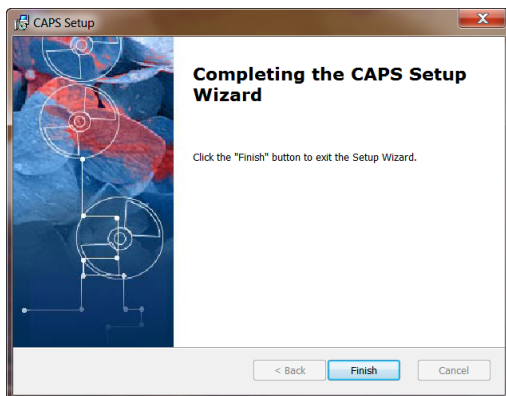 CAPS Setup
X
Completing the CAPS Setup
Wizard
Click the "Finish" button to exit the Setup Wizard.
< Back Finish Cancel